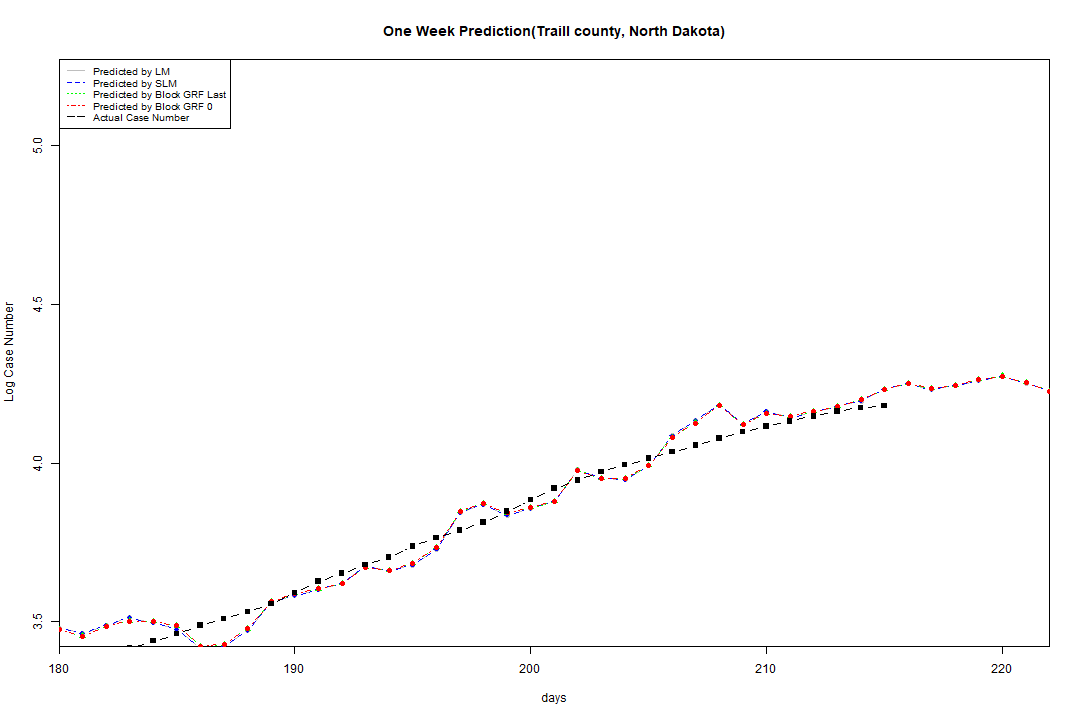 One Week Prediction(Traill county, North Dakota)
Predicted by LM
Predicted by SLM
Predicted by Block GRF Last
Predicted by Block GRF 0
Actual Case Number
5.0
4.5
4.0
3.5
Log Case Number
180
190
200
210
220
days